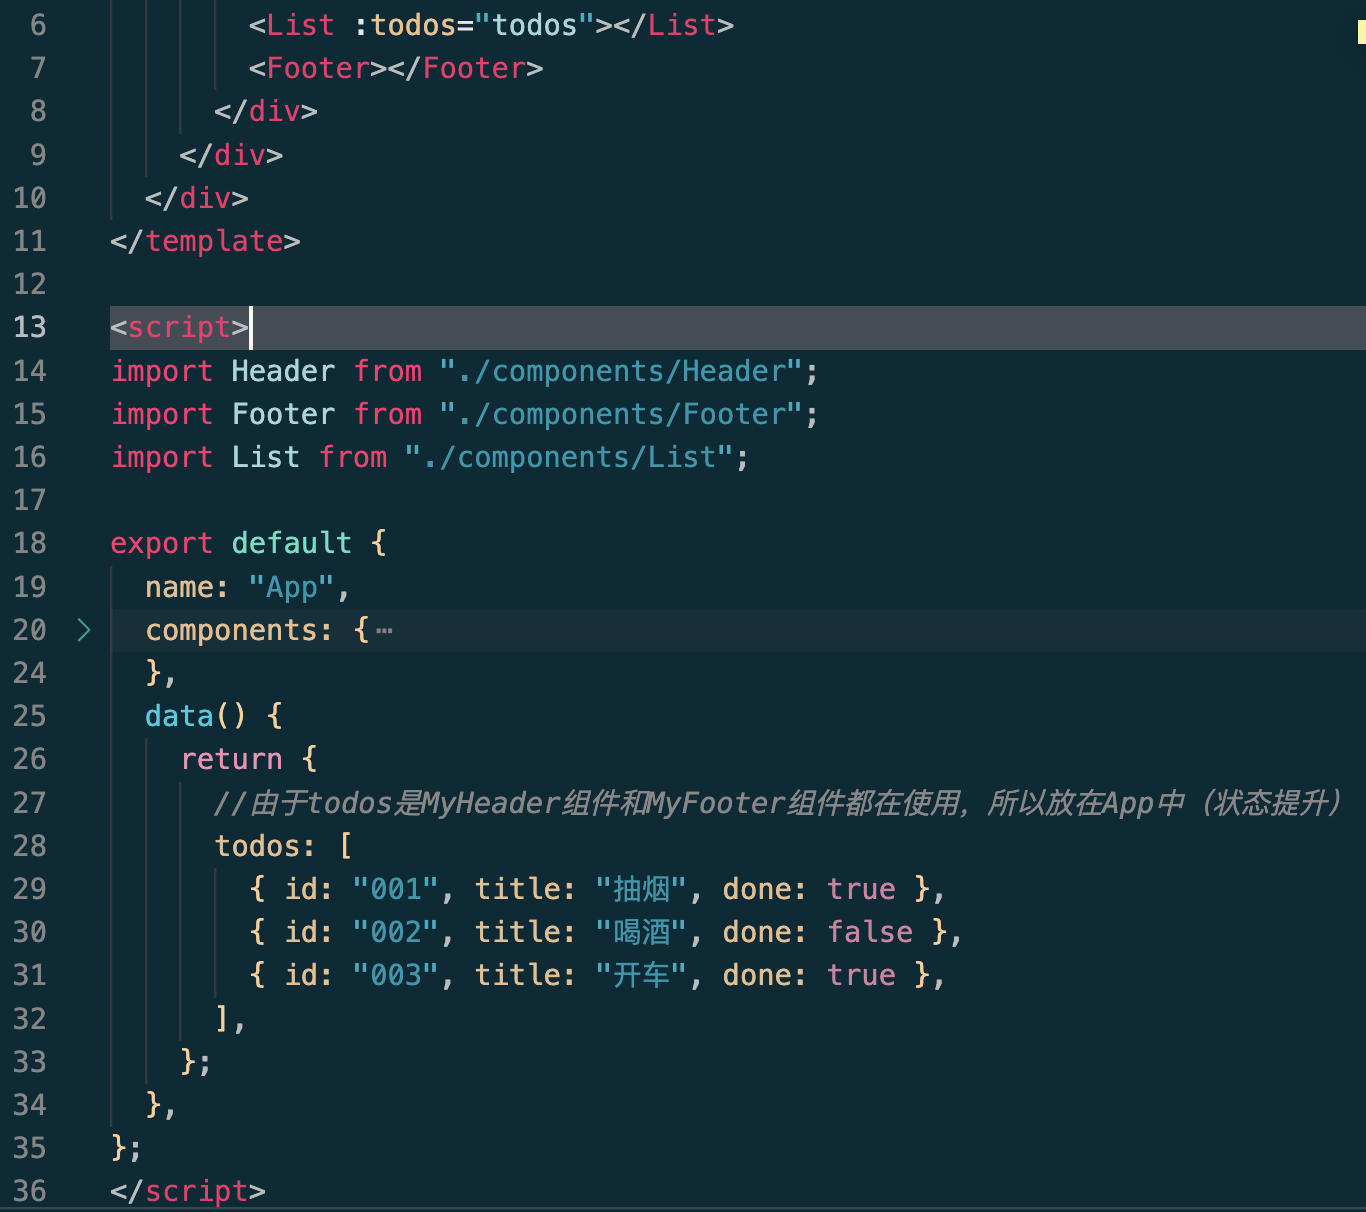 6 <List :todos="todos"></List>
7 <Footer></Footer>
8 </div>
9 </div>
10 </div>
11 </template>
12
13 <script>
14 import Header from "./components/Header";
15 import Footer from "./components/Footer";
16 import List from "./components/List";
17
18 export default {
19 name: "App",
20 components: {…
24 },
25 data() {
26 return {
27 //由于todos是MyHeader组件和MyFooter组件都在使用，所以放在App中（状态提升）
28 todos: [
29 { id: "001", title: "抽烟", done: true },
30 { id: "002", title: "喝酒", done: false },
31 { id: "003", title: "开车", done: true },
32 ],
33 };
34 },
35 };
36 </script>